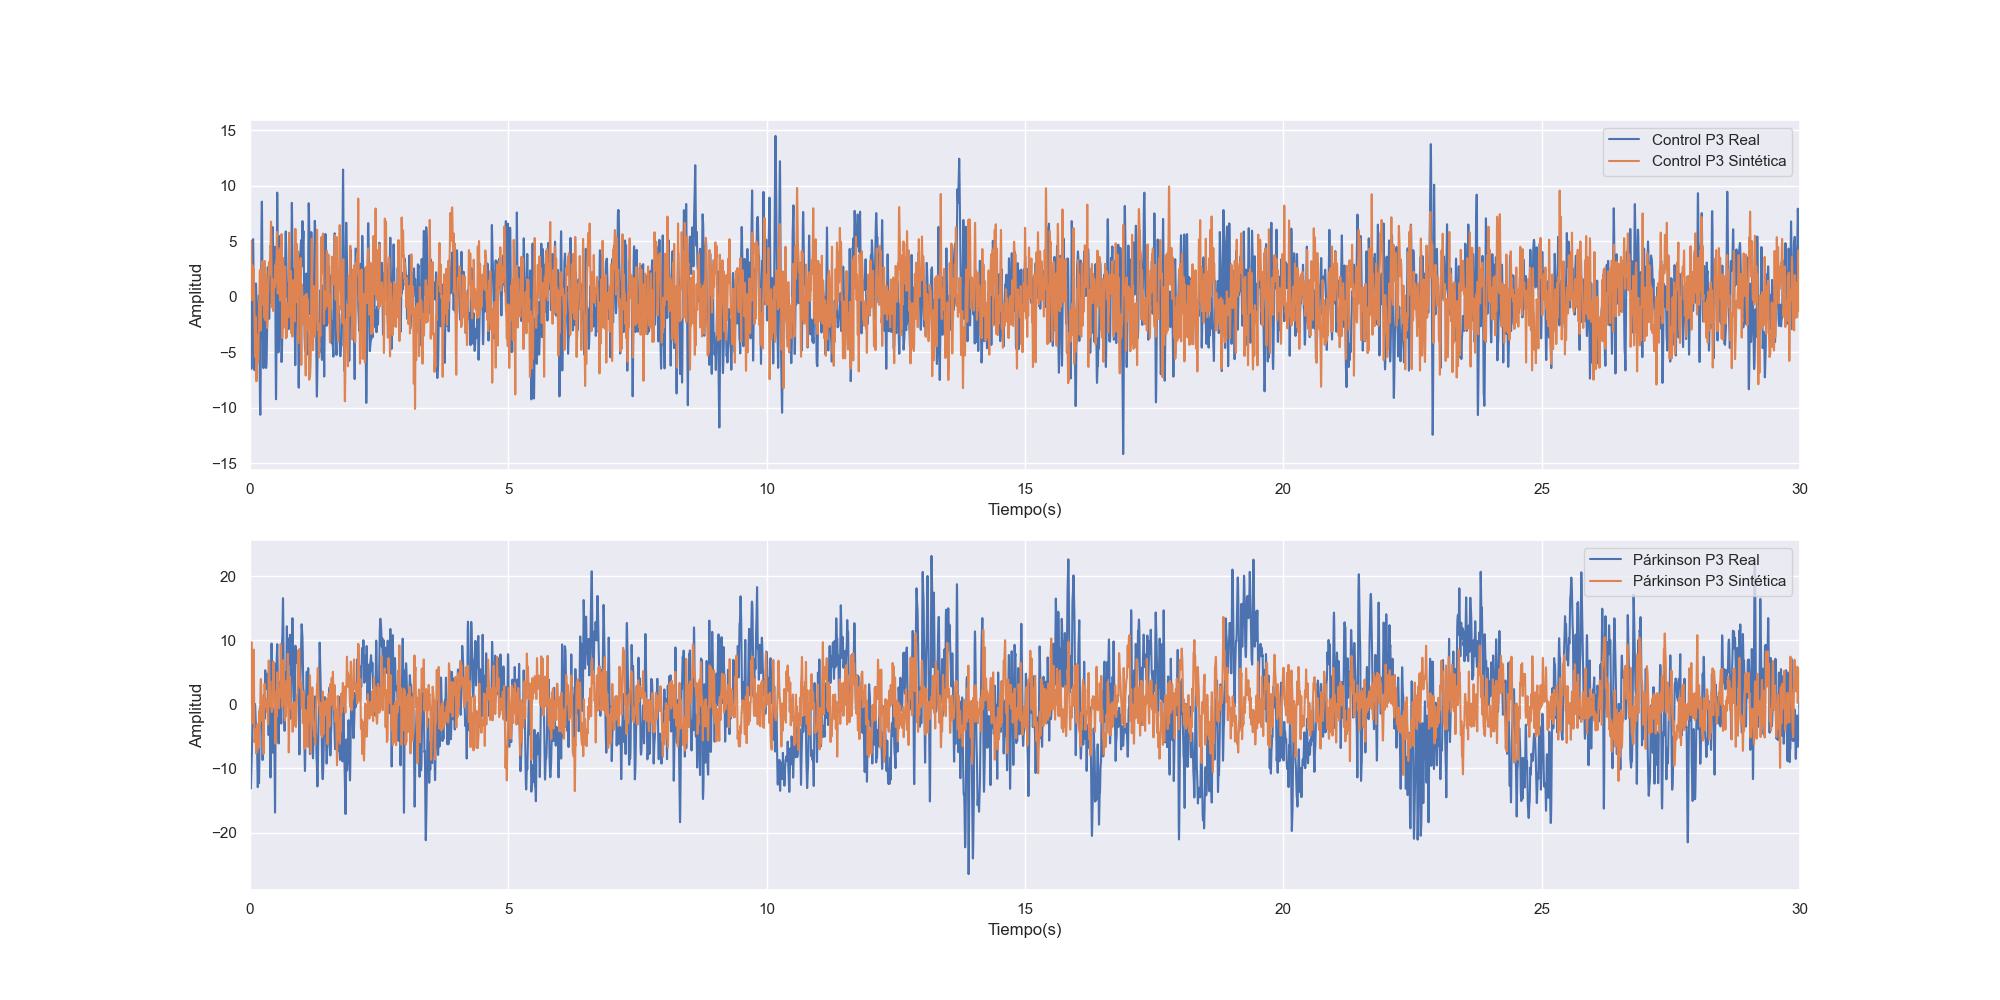 15
10
5
0
−5
−10
−15
Amplitud
Control P3 Real
Control P3 Sintética
0 5 10 15 20 25 30
Tiempo(s)
20
10
0
−10
−20
Amplitud
Párkinson P3 Real
Párkinson P3 Sintética
0 5 10 15 20 25 30
Tiempo(s)